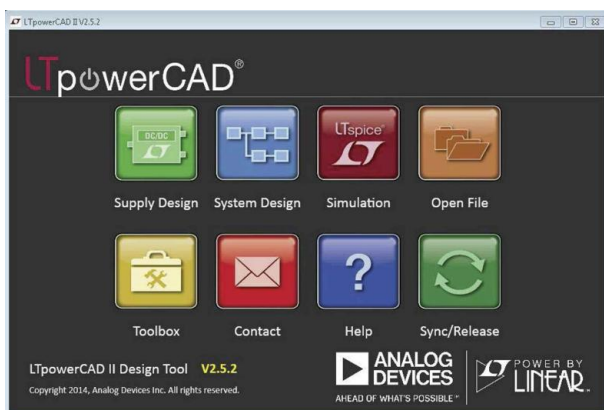 LTpowerCAD II V2.5.2
LTpowerCAD®
DC/DC
LTspice®
Supply Design System Design Simulation Open File
?
Toolbox Contact Help Sync/Release
LTpowerCAD II Design Tool V2.5.2
Copyright 2014, Analog Devices Inc. All rights reserved.
ANALOG
DEVICES
AHEAD OF WHAT'S POSSIBLE™
POWER BY
LINEAR™